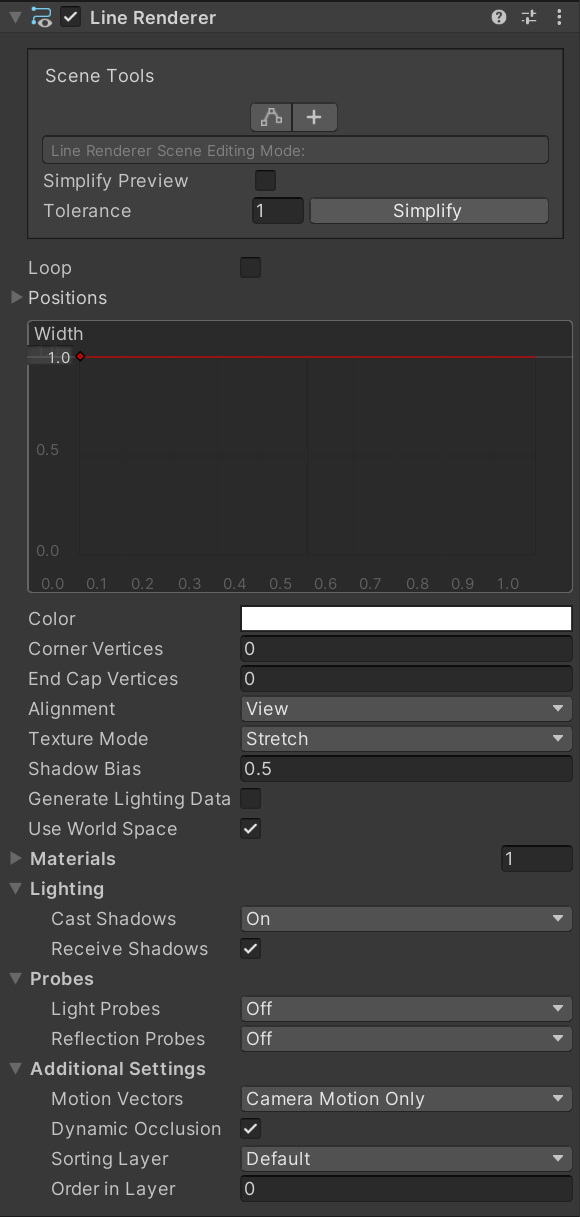 Line Renderer
Scene Tools
Line Renderer Scene Editing Mode:
Simplify Preview
Tolerance 1 Simplify
Loop
Positions
Width
1.0
0.5
0.0
0.0 0.1 0.2 0.3 0.4 0.5 0.6 0.7 0.8 0.9 1.0
Color
Corner Vertices 0
End Cap Vertices 0
Alignment View
Texture Mode Stretch
Shadow Bias 0.5
Generate Lighting Data
Use World Space
Materials 1
Lighting
Cast Shadows On
Receive Shadows
Probes
Light Probes Off
Reflection Probes Off
Additional Settings
Motion Vectors Camera Motion Only
Dynamic Occlusion
Sorting Layer Default
Order in Layer 0